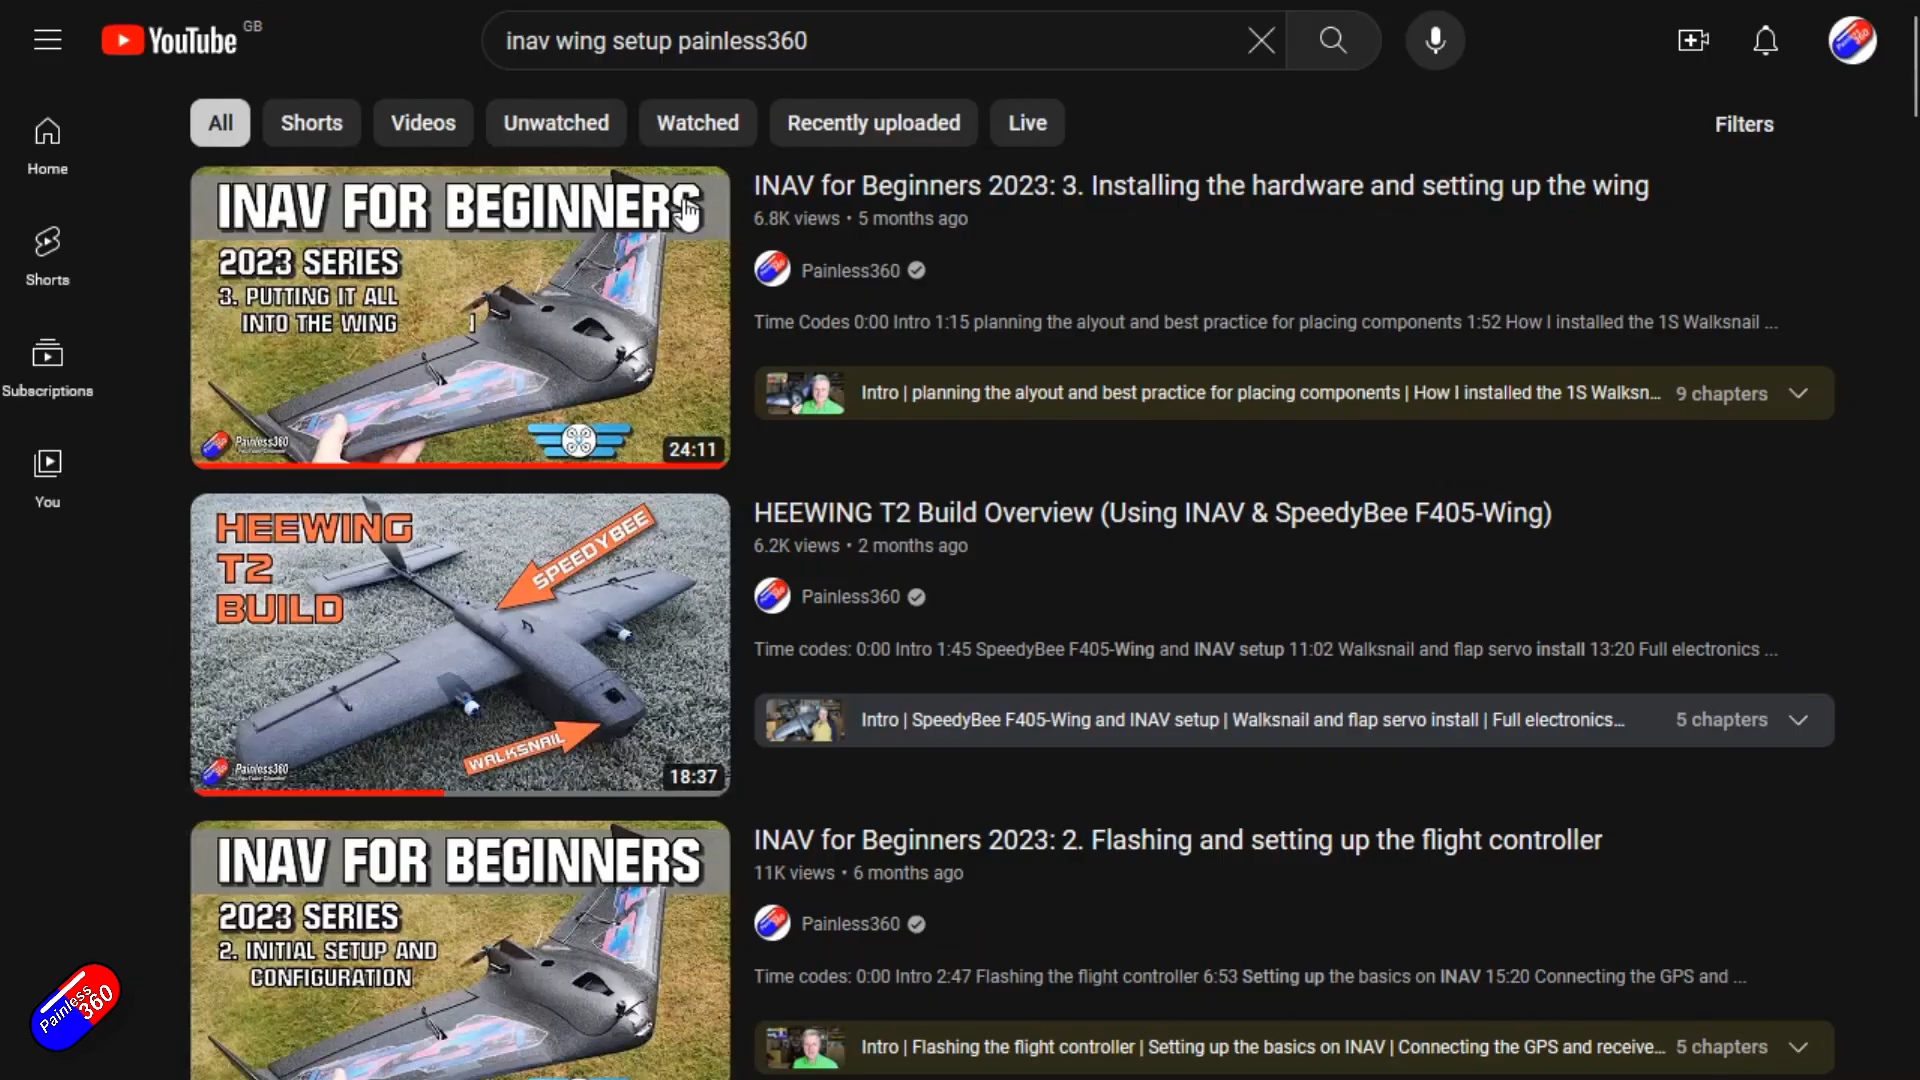 YouTube GB
inav wing setup painless360
All
Shorts
Videos
Unwatched
Watched
Recently uploaded
Live
Filters
Home
Shorts
Subscriptions
You
INAV FOR BEGINNERS
2023 SERIES
3. PUTTING IT ALL
INTO THE WING
Painless360
24:11
INAV for Beginners 2023: 3. Installing the hardware and setting up the wing
6.8K views • 5 months ago
Painless360
Time Codes 0:00 Intro 1:15 planning the alyout and best practice for placing components 1:52 How I installed the 1S Walksnail ...
Intro | planning the alyout and best practice for placing components | How I installed the 1S Walksn... 9 chapters
HEEWING
T2
BUILD
SPEEDYBEE
WALKSNAIL
Painless360
18:37
HEEWING T2 Build Overview (Using INAV & SpeedyBee F405-Wing)
6.2K views • 2 months ago
Painless360
Time codes: 0:00 Intro 1:45 SpeedyBee F405-Wing and INAV setup 11:02 Walksnail and flap servo install 13:20 Full electronics ...
Intro | SpeedyBee F405-Wing and INAV setup | Walksnail and flap servo install | Full electronics... 5 chapters
INAV FOR BEGINNERS
2023 SERIES
2. INITIAL SETUP AND
CONFIGURATION
INAV for Beginners 2023: 2. Flashing and setting up the flight controller
11K views • 6 months ago
Painless360
Time codes: 0:00 Intro 2:47 Flashing the flight controller 6:53 Setting up the basics on INAV 15:20 Connecting the GPS and ...
Intro | Flashing the flight controller | Setting up the basics on INAV | Connecting the GPS and receive... 5 chapters
Painless 360